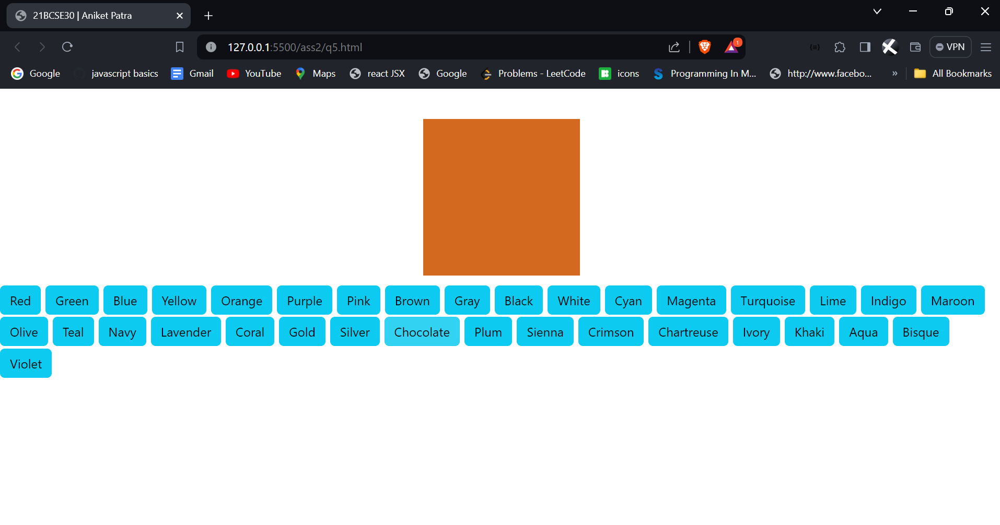 21BCSE30 | Aniket Patra
127.0.0.1:5500/ass2/q5.html 1 VPN
Google javascript basics Gmail YouTube Maps react JSX Google Problems - LeetCode icons Programming In M... http://www.facebo... » All Bookmarks
Red Green Blue Yellow Orange Purple Pink Brown Gray Black White Cyan Magenta Turquoise Lime Indigo Maroon
Olive Teal Navy Lavender Coral Gold Silver Chocolate Plum Sienna Crimson Chartreuse Ivory Khaki Aqua Bisque
Violet